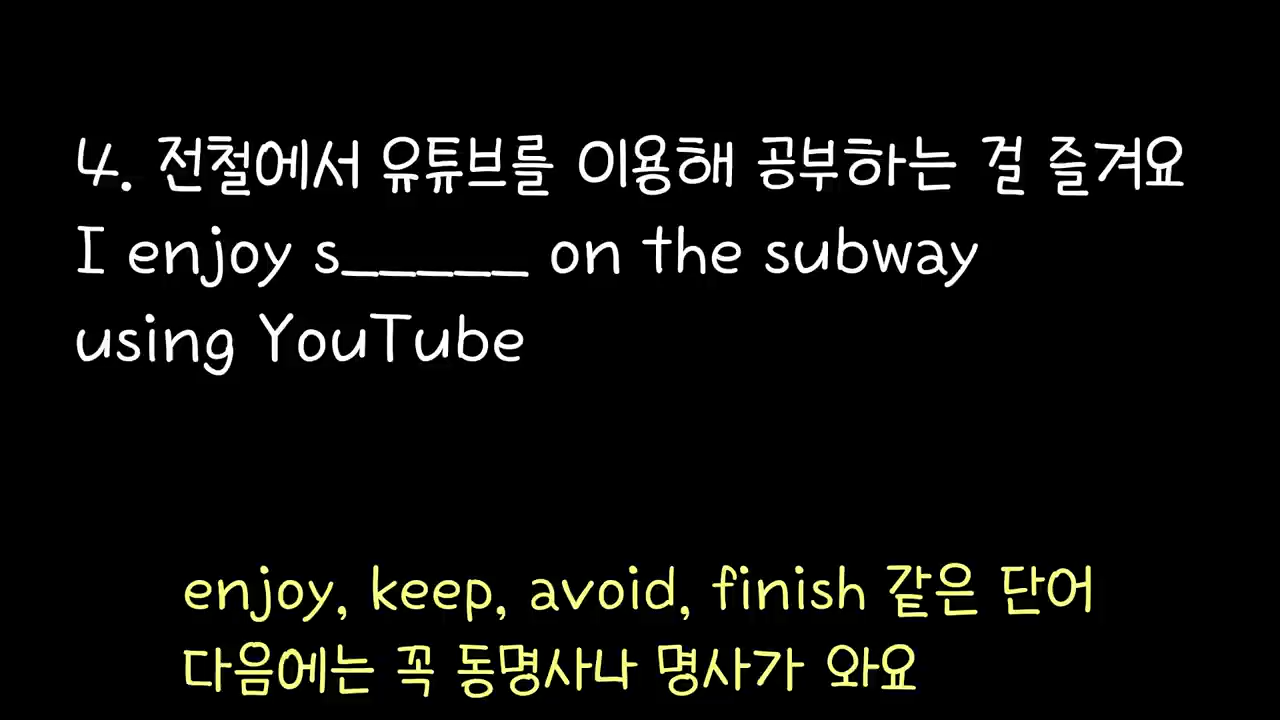 4. 전철에서 유튜브를 이용해 공부하는 걸 즐겨요
I enjoy s_____ on the subway
using YouTube
enjoy, keep, avoid, finish 같은 단어
다음에는 꼭 동명사나 명사가 와요